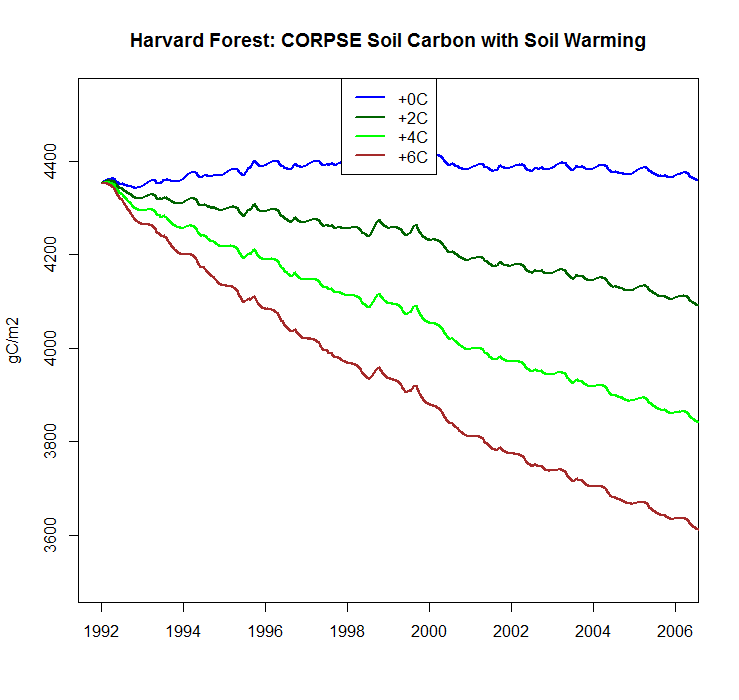 Harvard Forest: CORPSE Soil Carbon with Soil Warming
+0C
+2C
+4C
+6C
gC/m2
4400
4200
4000
3800
3600
1992 1994 1996 1998 2000 2002 2004 2006